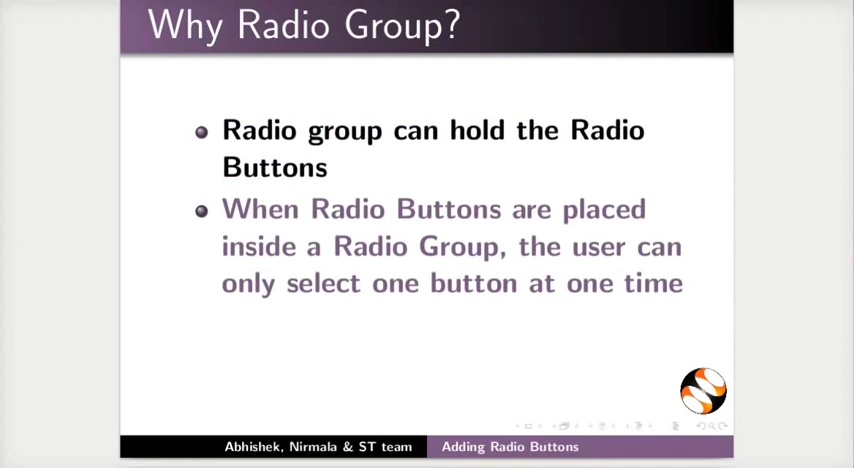 Why Radio Group?
Radio group can hold the Radio
Buttons
When Radio Buttons are placed
inside a Radio Group, the user can
only select one button at one time
Abhishek, Nirmala & ST team
Adding Radio Buttons